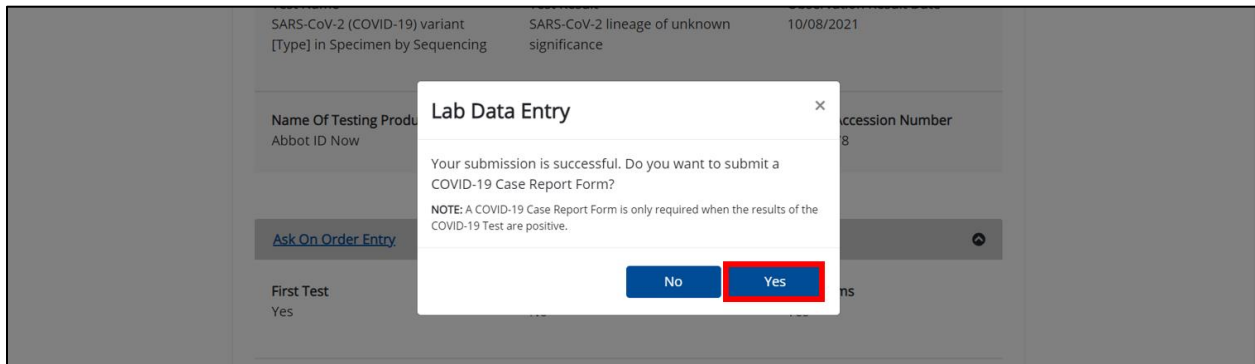 SARS-CoV-2 (COVID-19) variant SARS-CoV-2 lineage of unknown 10/08/2021
[Type] in Specimen by Sequencing significance
Lab Data Entry ×
Name Of Testing Produ ccession Number
Abbot ID Now
Your submission is successful. Do you want to submit a
COVID-19 Case Report Form?
NOTE: A COVID-19 Case Report Form is only required when the results of the
COVID-19 Test are positive.
Ask On Order Entry
No Yes
First Test ms
Yes